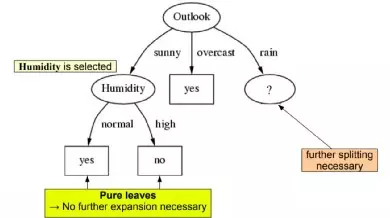 Outlook
sunny overcast rain
Humidity is selected
Humidity yes ?
normal high
further splitting
necessary
yes no
Pure leaves
→ No further expansion necessary